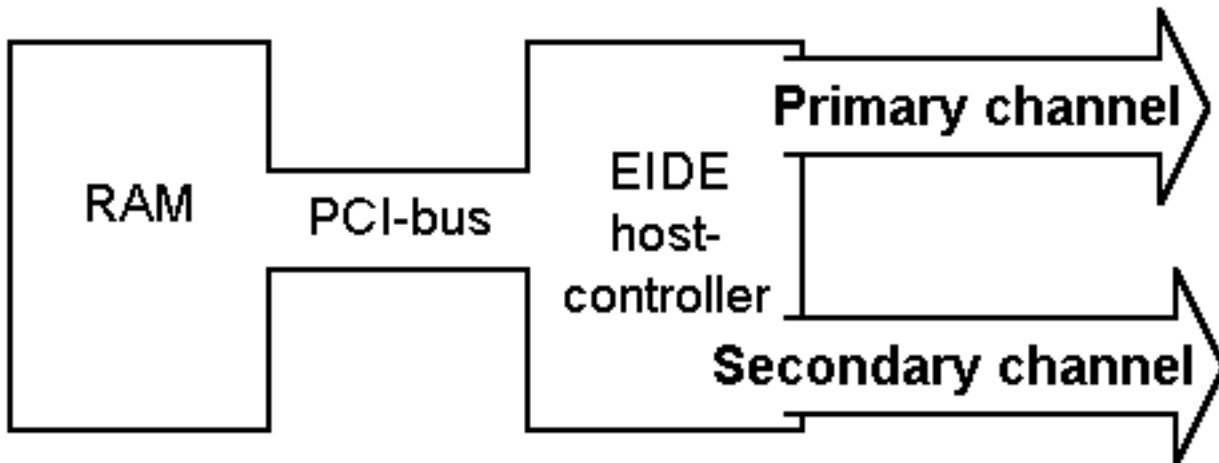 RAM
PCI-bus
EIDE
host-
controller
Primary channel
Secondary channel